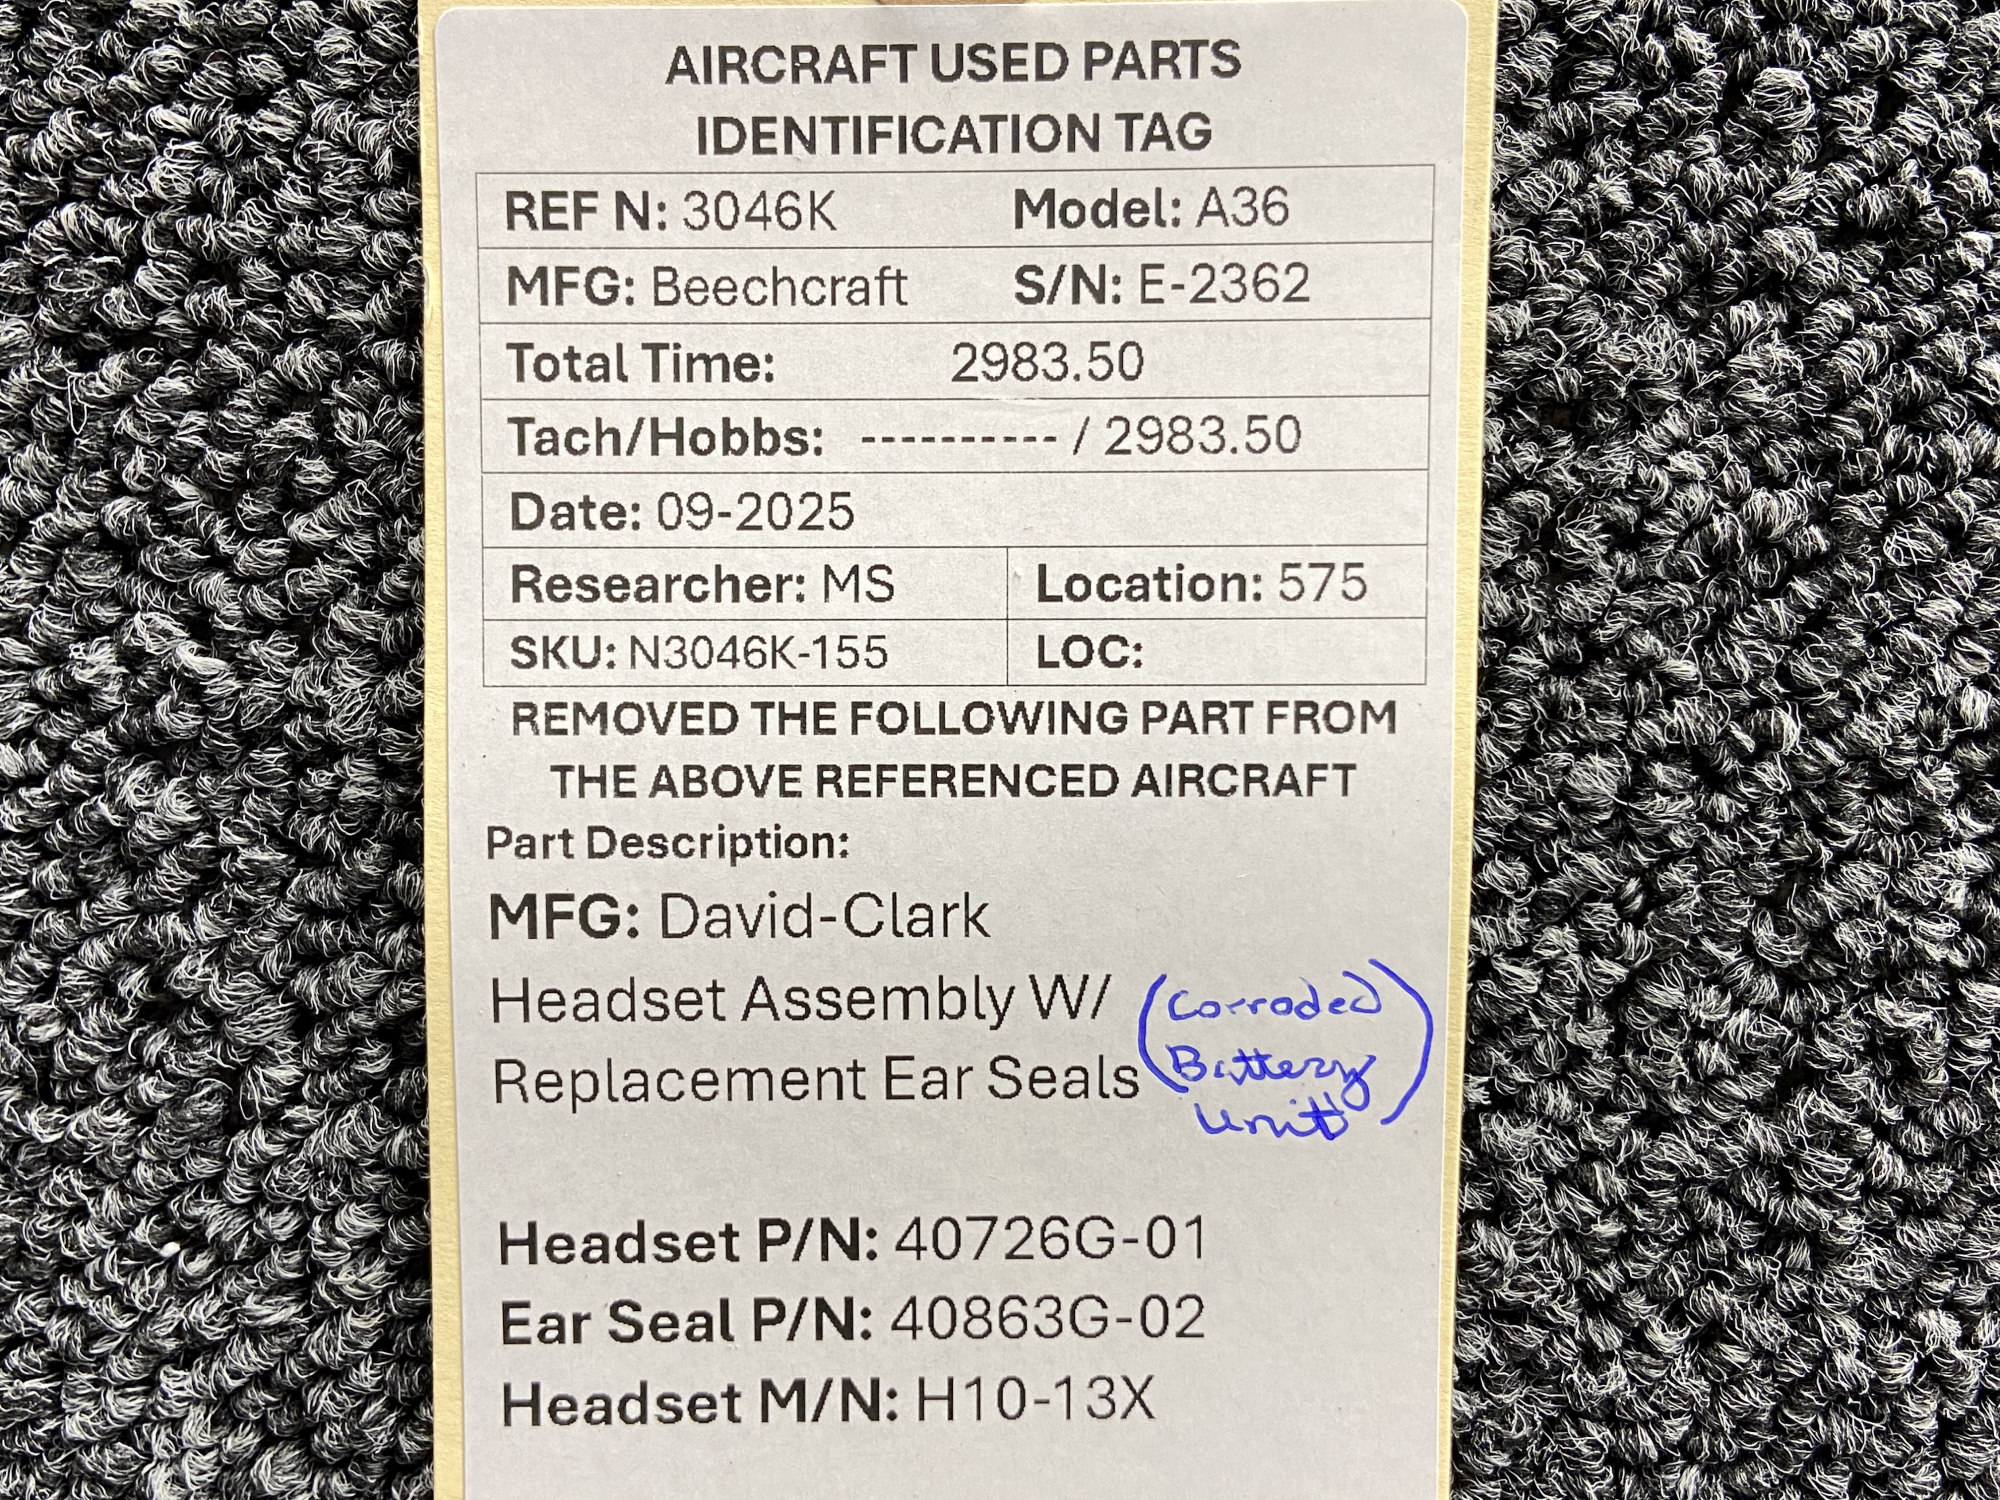 AIRCRAFT USED PARTS
IDENTIFICATION TAG
REF N: 3046K Model: A36
MFG: Beechcraft S/N: E-2362
Total Time: 2983.50
Tach/Hobbs: ---------- / 2983.50
Date: 09-2025
Researcher: MS Location: 575
SKU: N3046K-155 LOC:
REMOVED THE FOLLOWING PART FROM
THE ABOVE REFERENCED AIRCRAFT
Part Description:
MFG: David-Clark
Headset Assembly W/ (Corroded
Replacement Ear Seals Battery
unit)
Headset P/N: 40726G-01
Ear Seal P/N: 40863G-02
Headset M/N: H10-13X